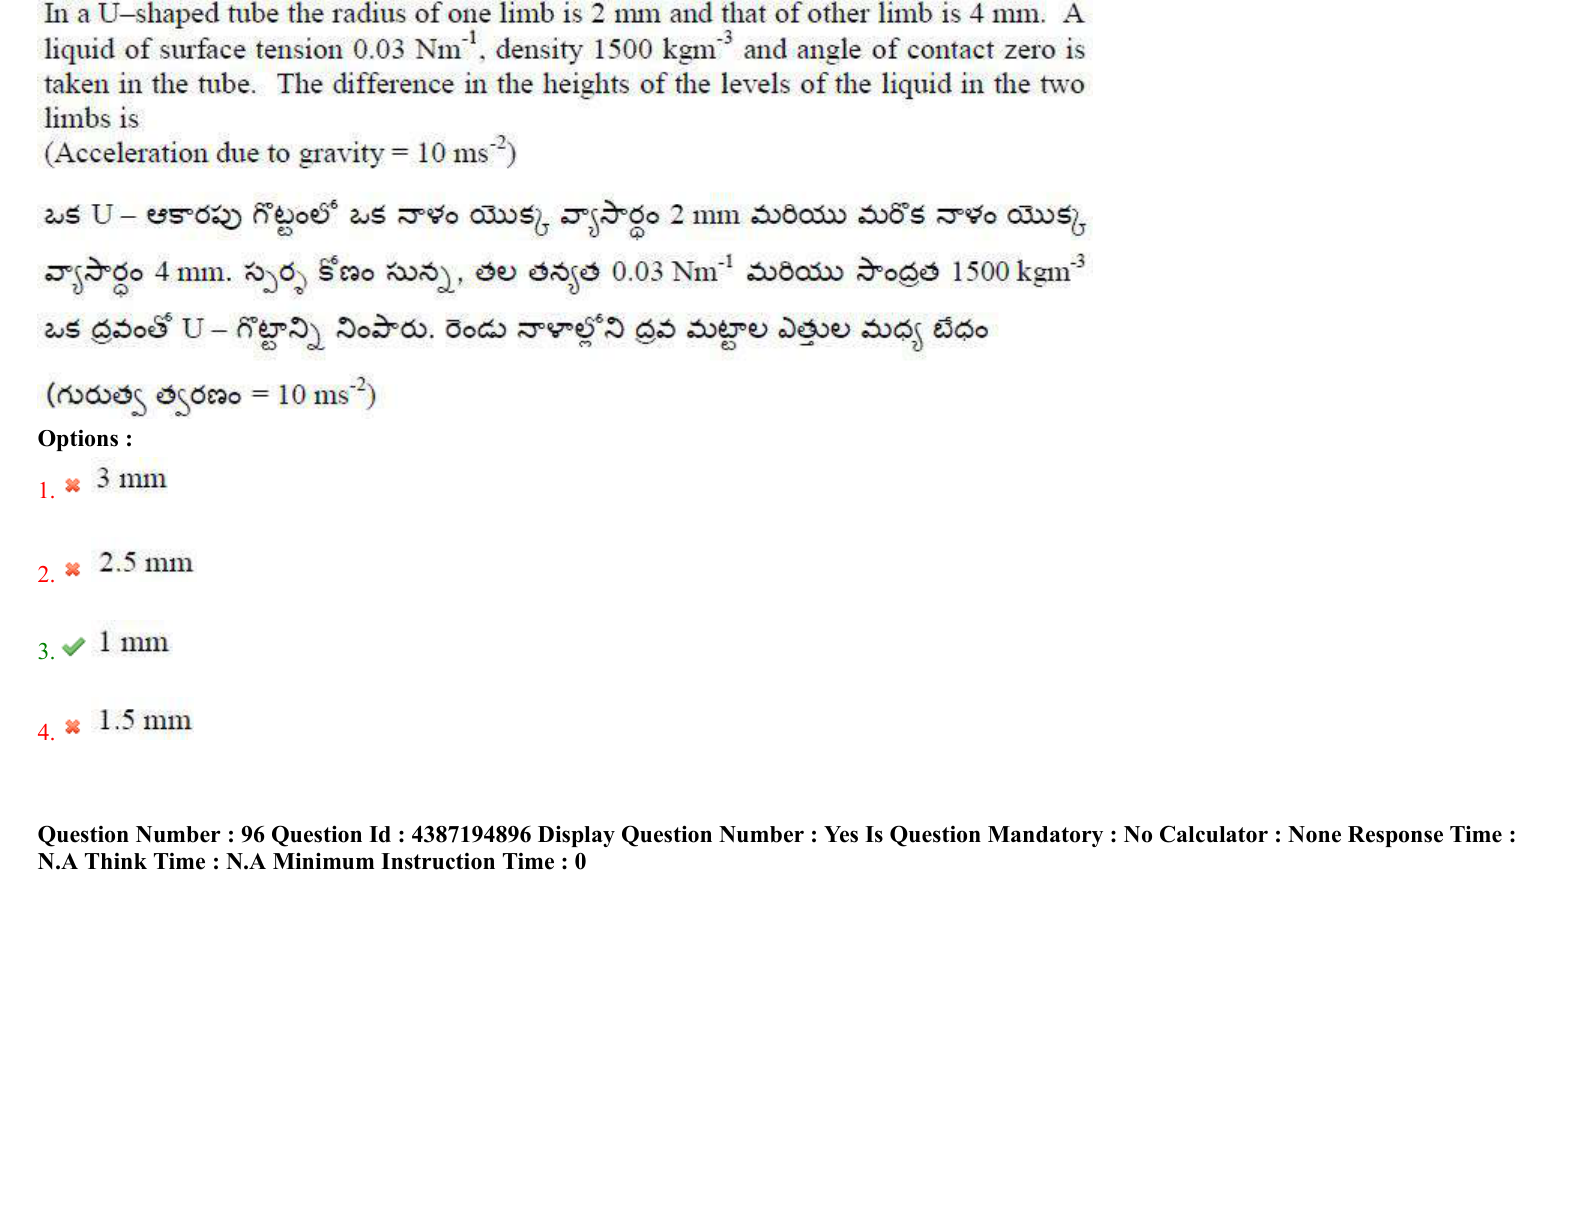 In a U–shaped tube the radius of one limb is 2 mm and that of other limb is 4 mm. A
liquid of surface tension 0.03 Nm⁻¹, density 1500 kgm⁻³ and angle of contact zero is
taken in the tube. The difference in the heights of the levels of the liquid in the two
limbs is
(Acceleration due to gravity = 10 ms⁻²)
ఒక U – ఆకారపు గొట్టంలో ఒక నాళం యొక్క వ్యాసార్ధం 2 mm మరియు మరొక నాళం యొక్క
వ్యాసార్ధం 4 mm. స్పర్శ కోణం సున్న, తల తన్యత 0.03 Nm⁻¹ మరియు సాంద్రత 1500 kgm⁻³
ఒక ద్రవంతో U – గొట్టాన్ని నింపారు. రెండు నాళాల్లోని ద్రవ మట్టాల ఎత్తుల మధ్య బేధం
(గురుత్వ త్వరణం = 10 ms⁻²)
Options :
1. 3 mm
2. 2.5 mm
3. 1 mm
4. 1.5 mm
Question Number : 96 Question Id : 4387194896 Display Question Number : Yes Is Question Mandatory : No Calculator : None Response Time :
N.A Think Time : N.A Minimum Instruction Time : 0